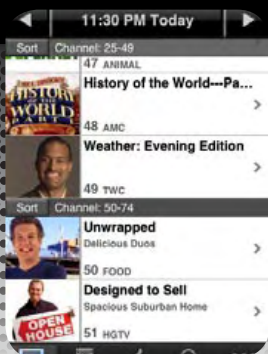 11:30 PM Today
Sort Channel: 25-49
47 ANIMAL
History of the World---Pa...
HISTORY
OF THE
WORLD
PART
48 AMC
Weather: Evening Edition
49 TWC
Sort Channel: 50-74
Unwrapped
Delicious Duos
50 FOOD
Designed to Sell
Spacious Suburban Home
OPEN
HOUSE
51 HGTV